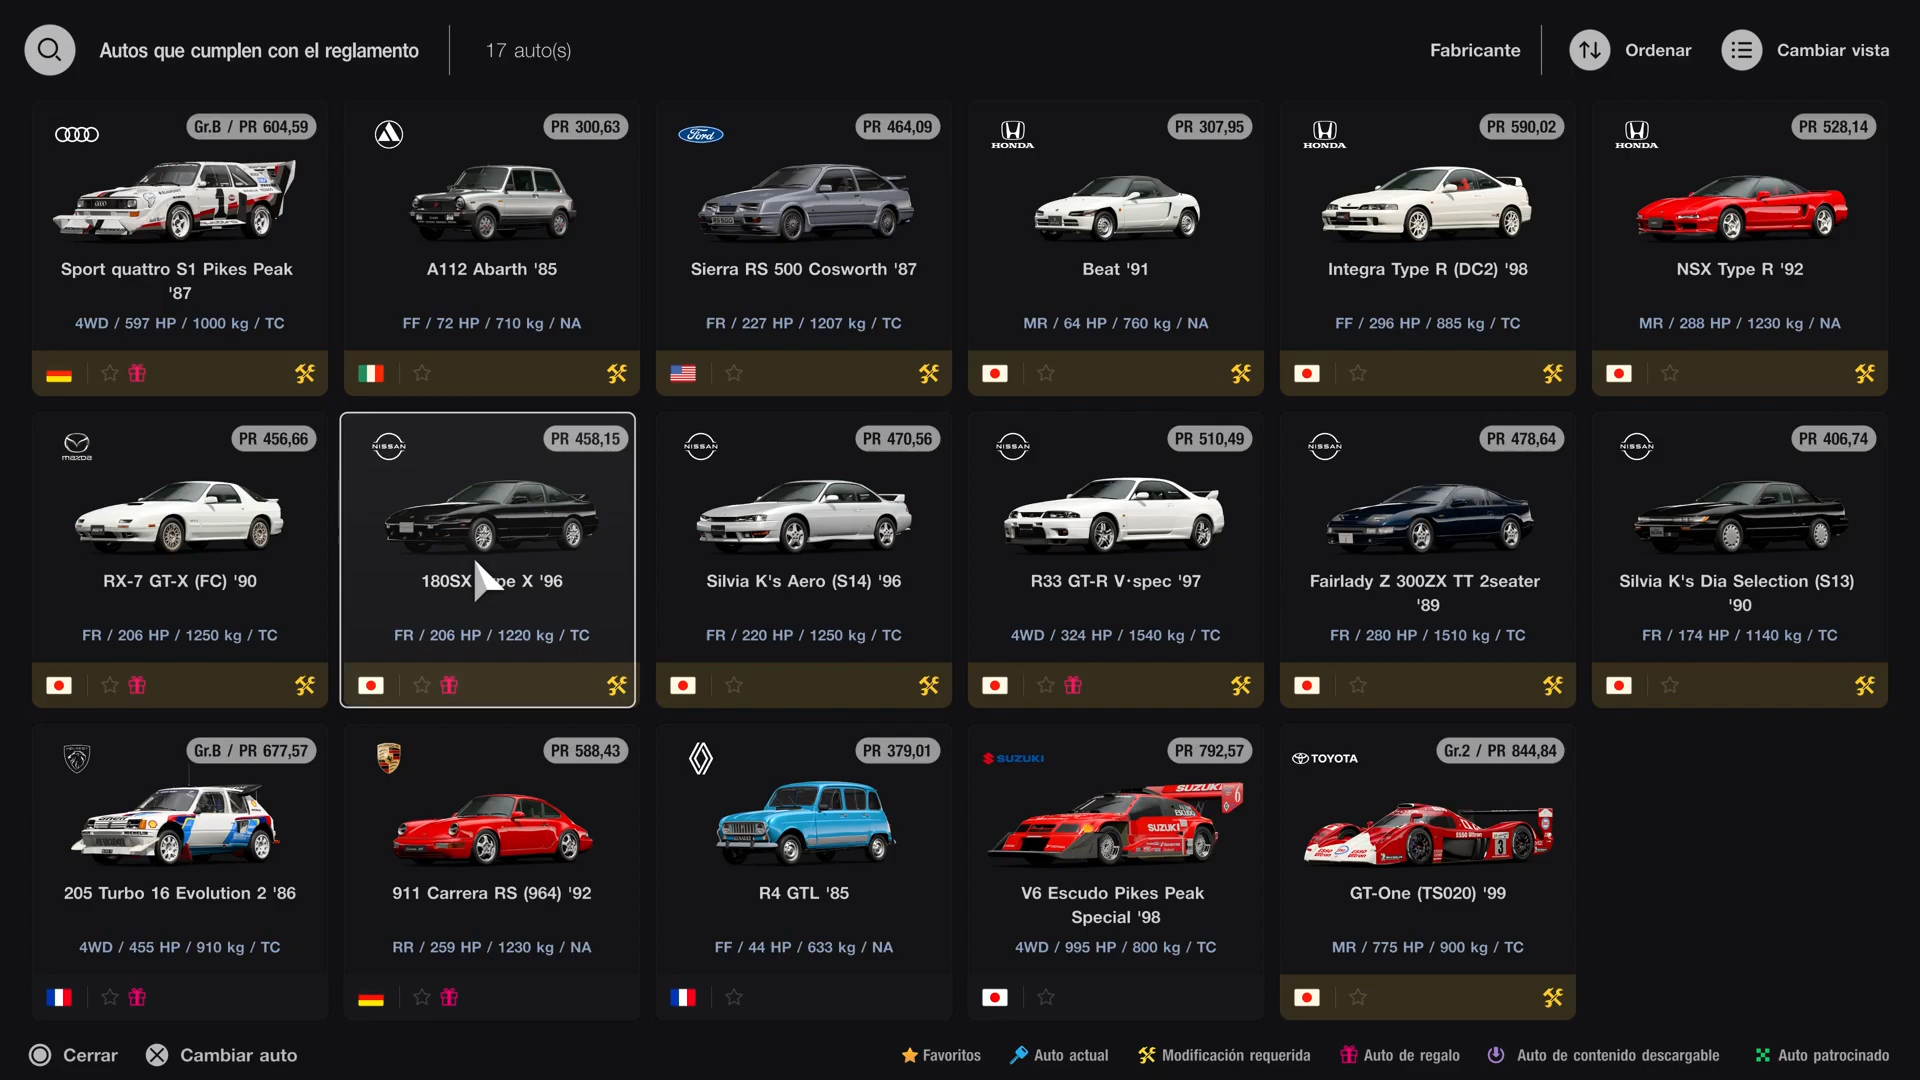 Autos que cumplen con el reglamento
17 auto(s)
Fabricante
Ordenar
Cambiar vista
Gr.B / PR 604,59
Sport quattro S1 Pikes Peak
'87
4WD / 597 HP / 1000 kg / TC
PR 300,63
A112 Abarth '85
FF / 72 HP / 710 kg / NA
Ford
PR 464,09
Sierra RS 500 Cosworth '87
FR / 227 HP / 1207 kg / TC
HONDA
PR 307,95
Beat '91
MR / 64 HP / 760 kg / NA
HONDA
PR 590,02
Integra Type R (DC2) '98
FF / 296 HP / 885 kg / TC
HONDA
PR 528,14
NSX Type R '92
MR / 288 HP / 1230 kg / NA
mazda
PR 456,66
RX-7 GT-X (FC) '90
FR / 206 HP / 1250 kg / TC
NISSAN
PR 458,15
180SX pe X '96
FR / 206 HP / 1220 kg / TC
NISSAN
PR 470,56
Silvia K's Aero (S14) '96
FR / 220 HP / 1250 kg / TC
NISSAN
PR 510,49
R33 GT-R V·spec '97
4WD / 324 HP / 1540 kg / TC
NISSAN
PR 478,64
Fairlady Z 300ZX TT 2seater
'89
FR / 280 HP / 1510 kg / TC
NISSAN
PR 406,74
Silvia K's Dia Selection (S13)
'90
FR / 174 HP / 1140 kg / TC
Gr.B / PR 677,57
205 Turbo 16 Evolution 2 '86
4WD / 455 HP / 910 kg / TC
PR 588,43
911 Carrera RS (964) '92
RR / 259 HP / 1230 kg / NA
PR 379,01
R4 GTL '85
FF / 44 HP / 633 kg / NA
SUZUKI
PR 792,57
SUZUKI 6
SUZUKI
V6 Escudo Pikes Peak
Special '98
4WD / 995 HP / 800 kg / TC
TOYOTA
Gr.2 / PR 844,84
3
GT-One (TS020) '99
MR / 775 HP / 900 kg / TC
Cerrar
Cambiar auto
Favoritos
Auto actual
Modificación requerida
Auto de regalo
Auto de contenido descargable
Auto patrocinado